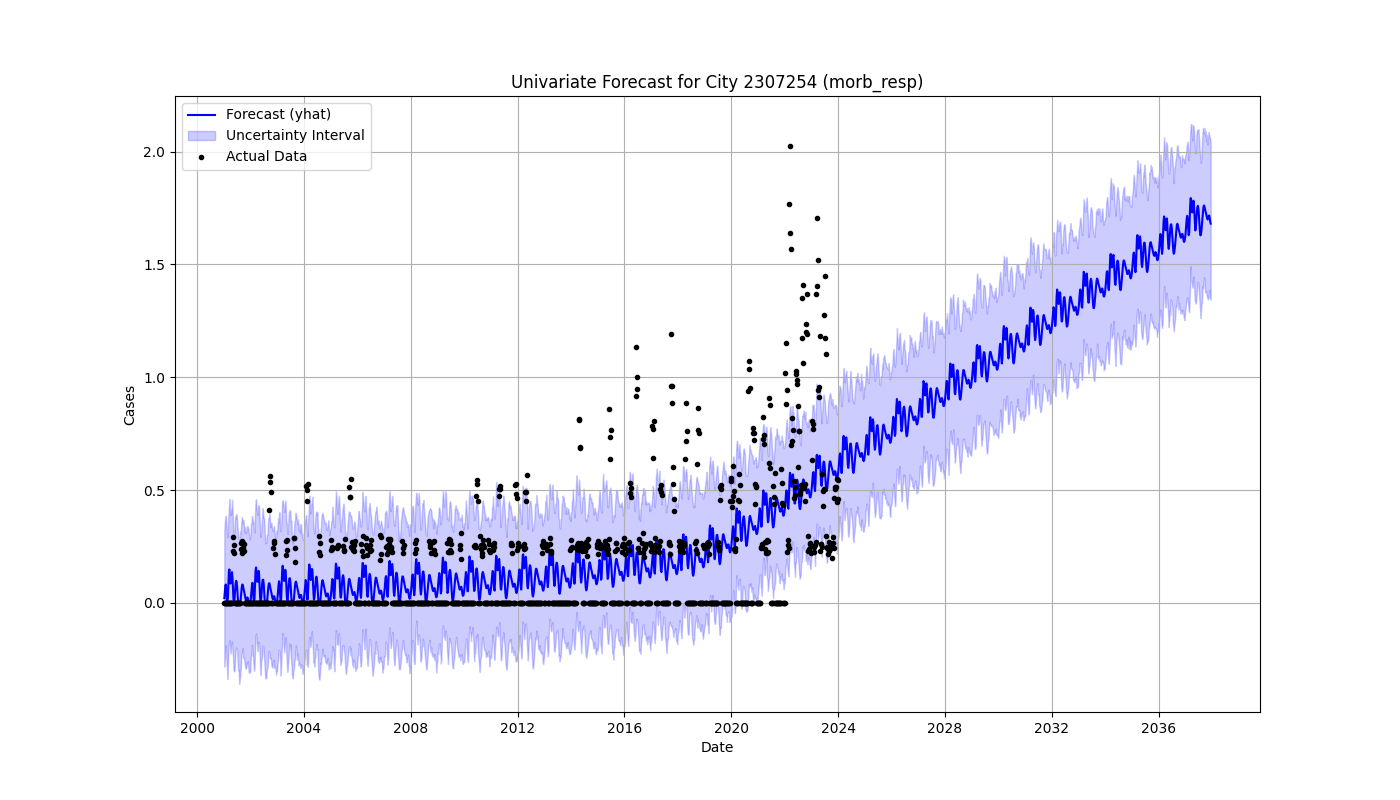 Univariate Forecast for City 2307254 (morb_resp)
Forecast (yhat)
Uncertainty Interval
Actual Data
2.0
1.5
1.0
0.5
0.0
Cases
2000 2004 2008 2012 2016 2020 2024 2028 2032 2036
Date